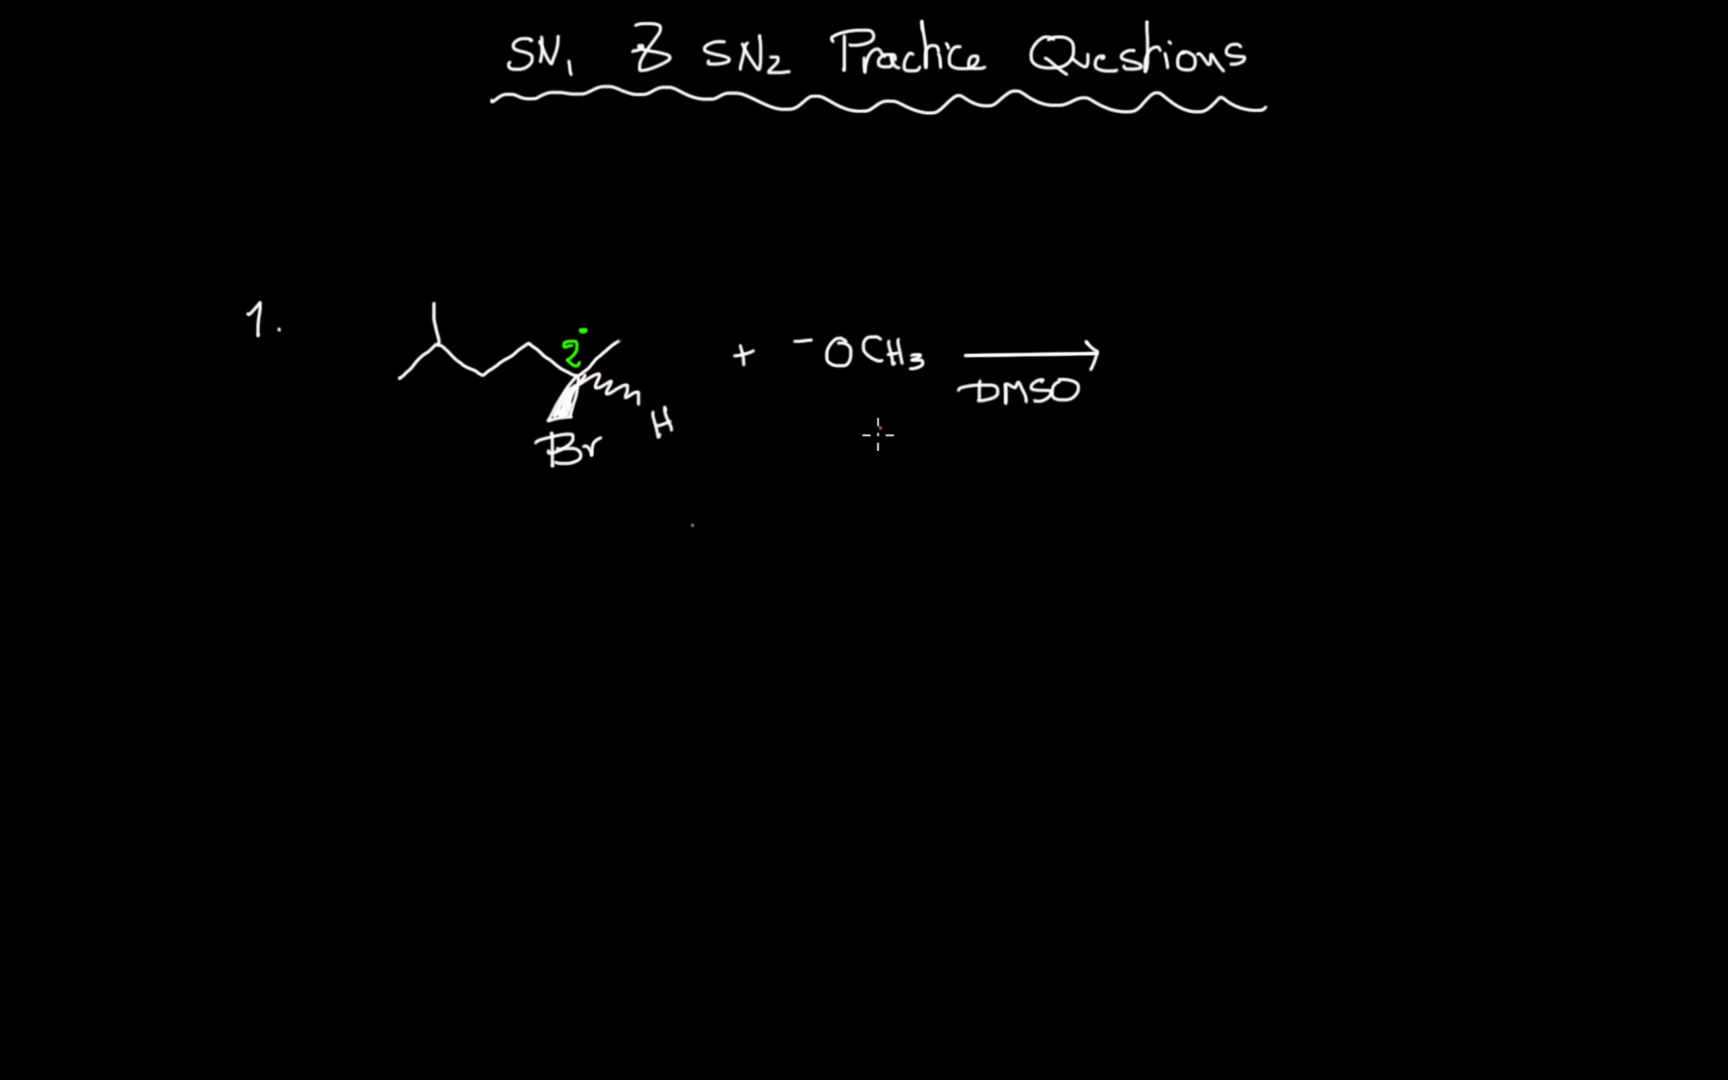 SN1 & SN2 Practice Questions
1.
2°
+ -OCH3
DMSO
H
Br